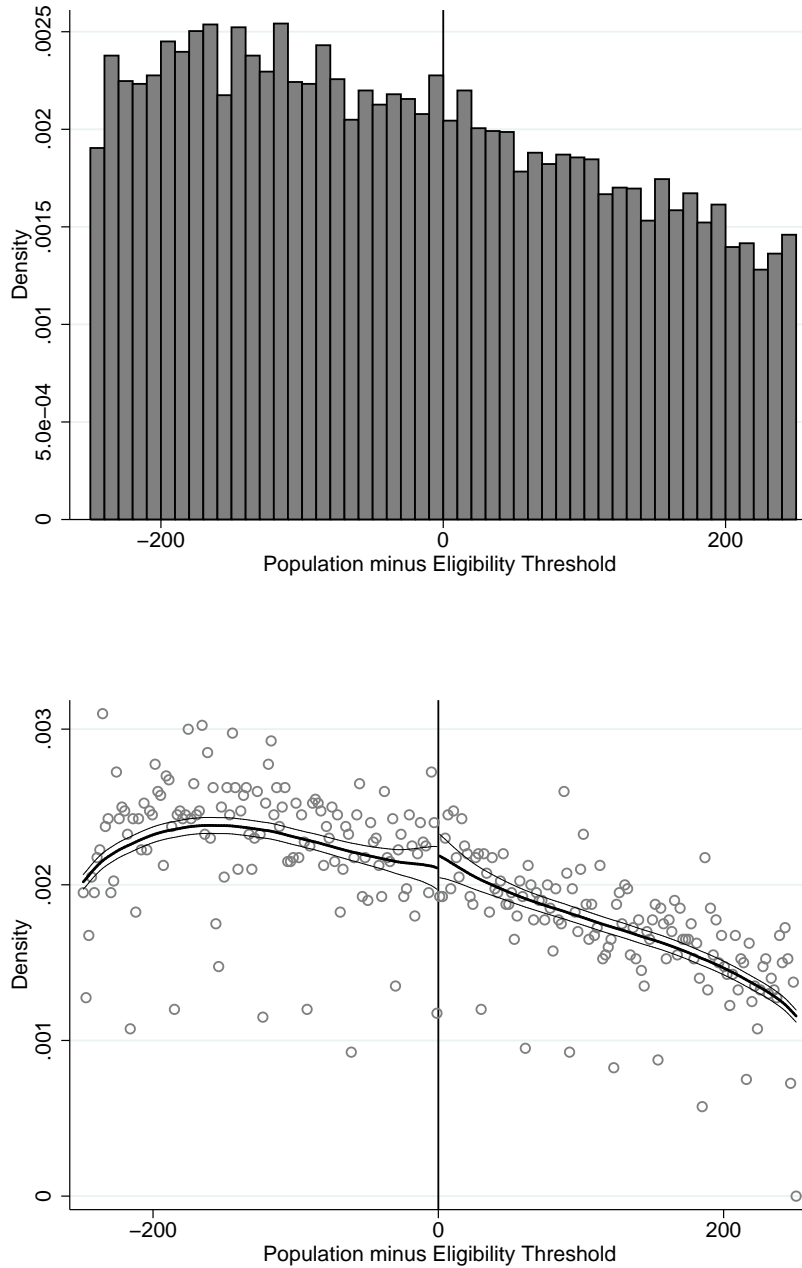 .0025
.002
.0015
.001
5.0e−04
0
Density
−200 0 200
Population minus Eligibility Threshold
.003
.002
.001
0
Density
−200 0 200
Population minus Eligibility Threshold